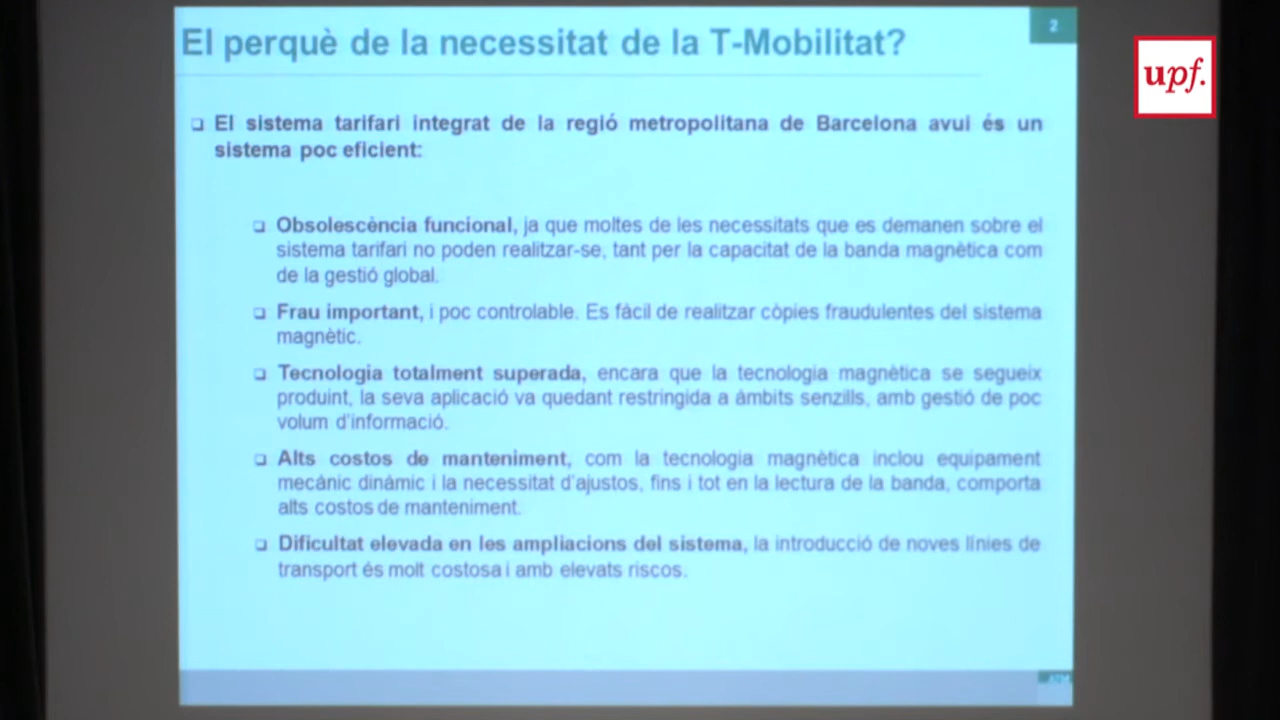 El perquè de la necessitat de la T-Mobilitat?
2
upf.
❑ El sistema tarifari integrat de la regió metropolitana de Barcelona avui és un
sistema poc eficient:
❑ Obsolescència funcional, ja que moltes de les necessitats que es demanen sobre el
sistema tarifari no poden realitzar-se, tant per la capacitat de la banda magnètica com
de la gestió global.
❑ Frau important, i poc controlable. Es fàcil de realitzar còpies fraudulentes del sistema
magnètic.
❑ Tecnologia totalment superada, encara que la tecnologia magnètica se segueix
produint, la seva aplicació va quedant restringida a àmbits senzills, amb gestió de poc
volum d'informació.
❑ Alts costos de manteniment, com la tecnologia magnètica inclou equipament
mecànic dinàmic i la necessitat d'ajustos, fins i tot en la lectura de la banda, comporta
alts costos de manteniment.
❑ Dificultat elevada en les ampliacions del sistema, la introducció de noves línies de
transport és molt costosa i amb elevats riscos.